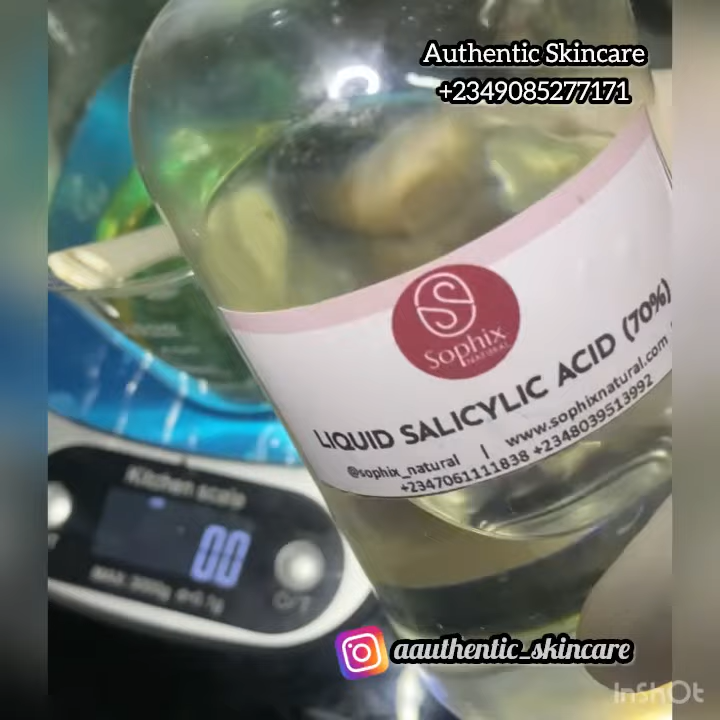 Authentic Skincare
+2349085277171
Sophix
NATURAL
LIQUID SALICYLIC ACID (70%)
@sophix_natural | www.sophixnatural.com
+2347061111838 +2348039513992
Kitchen scale
00
O/T
aauthentic_skincare
InShOt